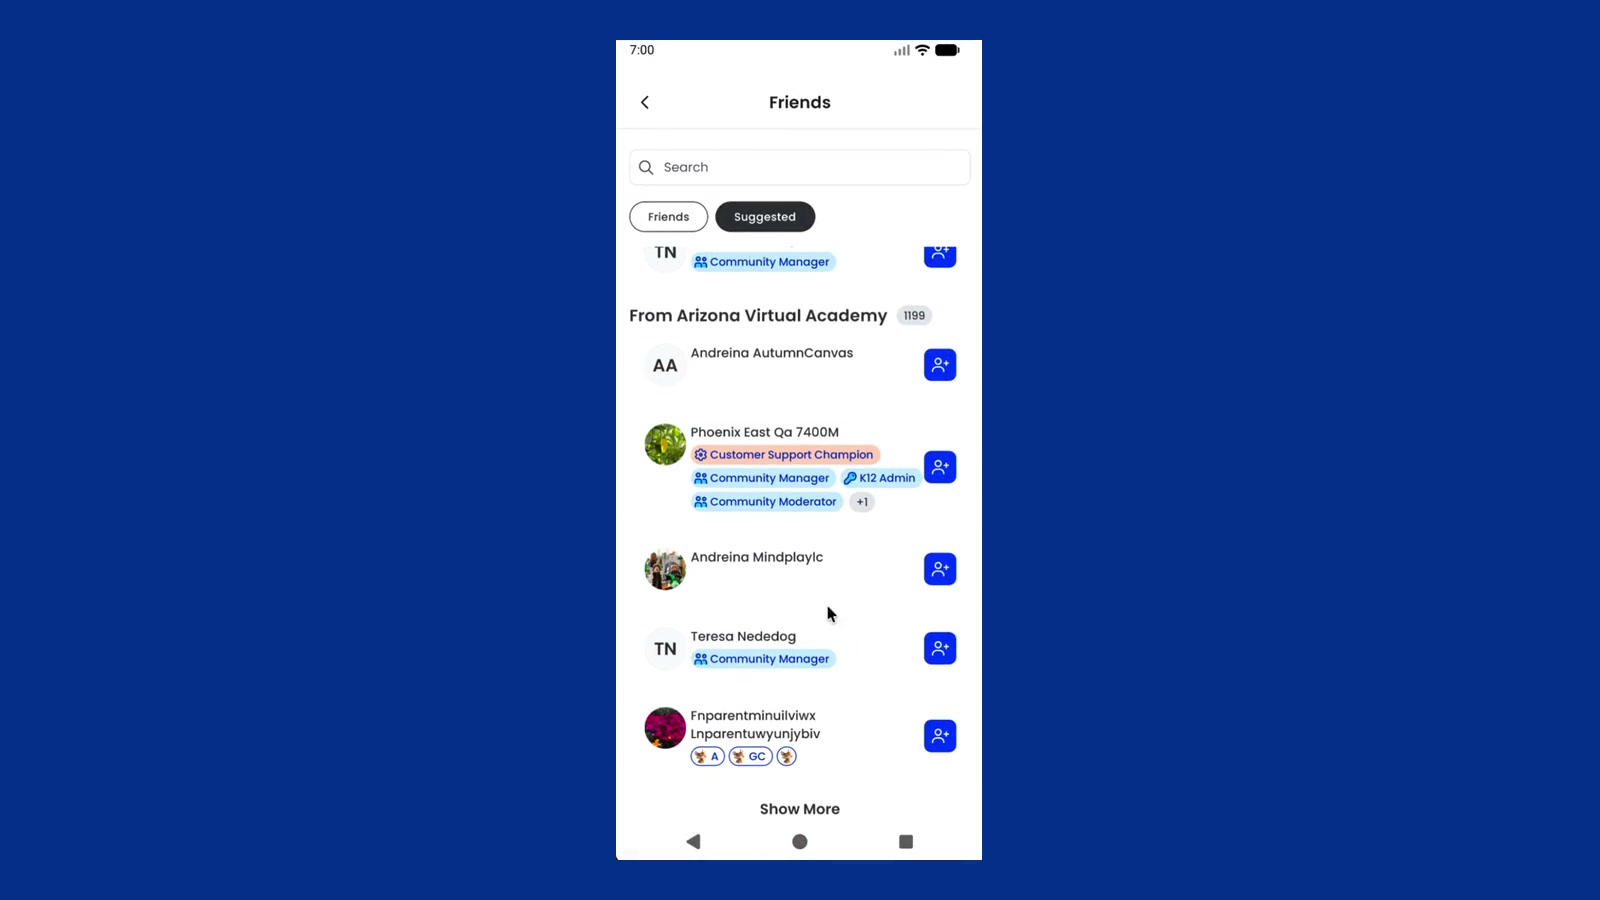 7:00
Friends
Search
Friends
Suggested
TN
Community Manager
From Arizona Virtual Academy 1199
AA
Andreina AutumnCanvas
Phoenix East Qa 7400M
Customer Support Champion
Community Manager
K12 Admin
Community Moderator
+1
Andreina Mindplaylc
TN
Teresa Nededog
Community Manager
Fnparentminuilviwx
Lnparentuwyunjybiv
A
GC
Show More